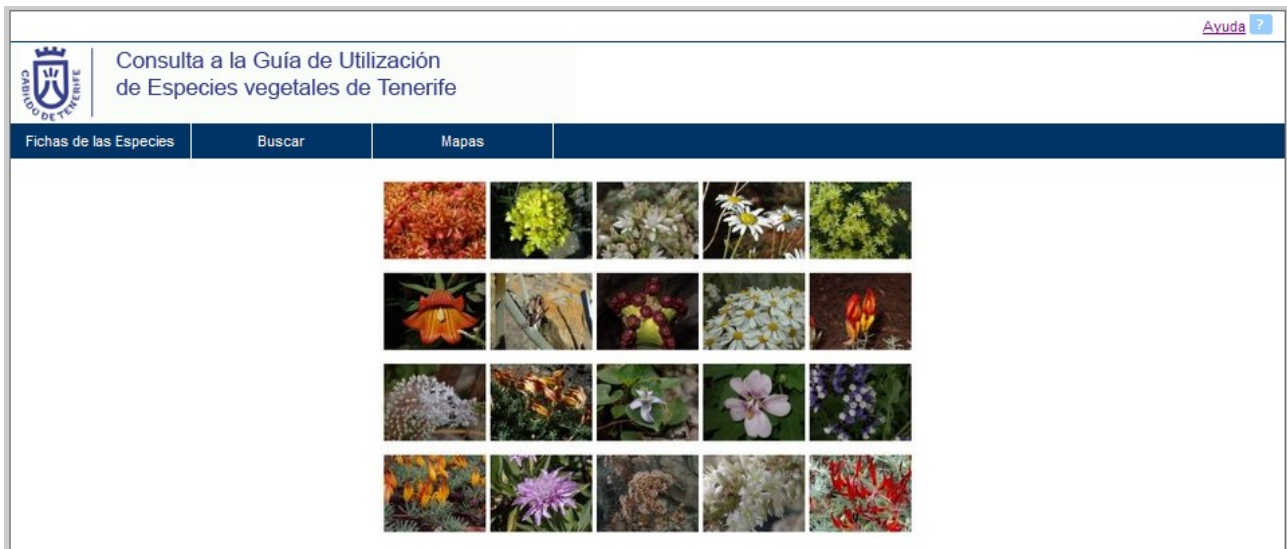 Ayuda ?
CABILDO DE TENERIFE
Consulta a la Guía de Utilización
de Especies vegetales de Tenerife
Fichas de las Especies
Buscar
Mapas